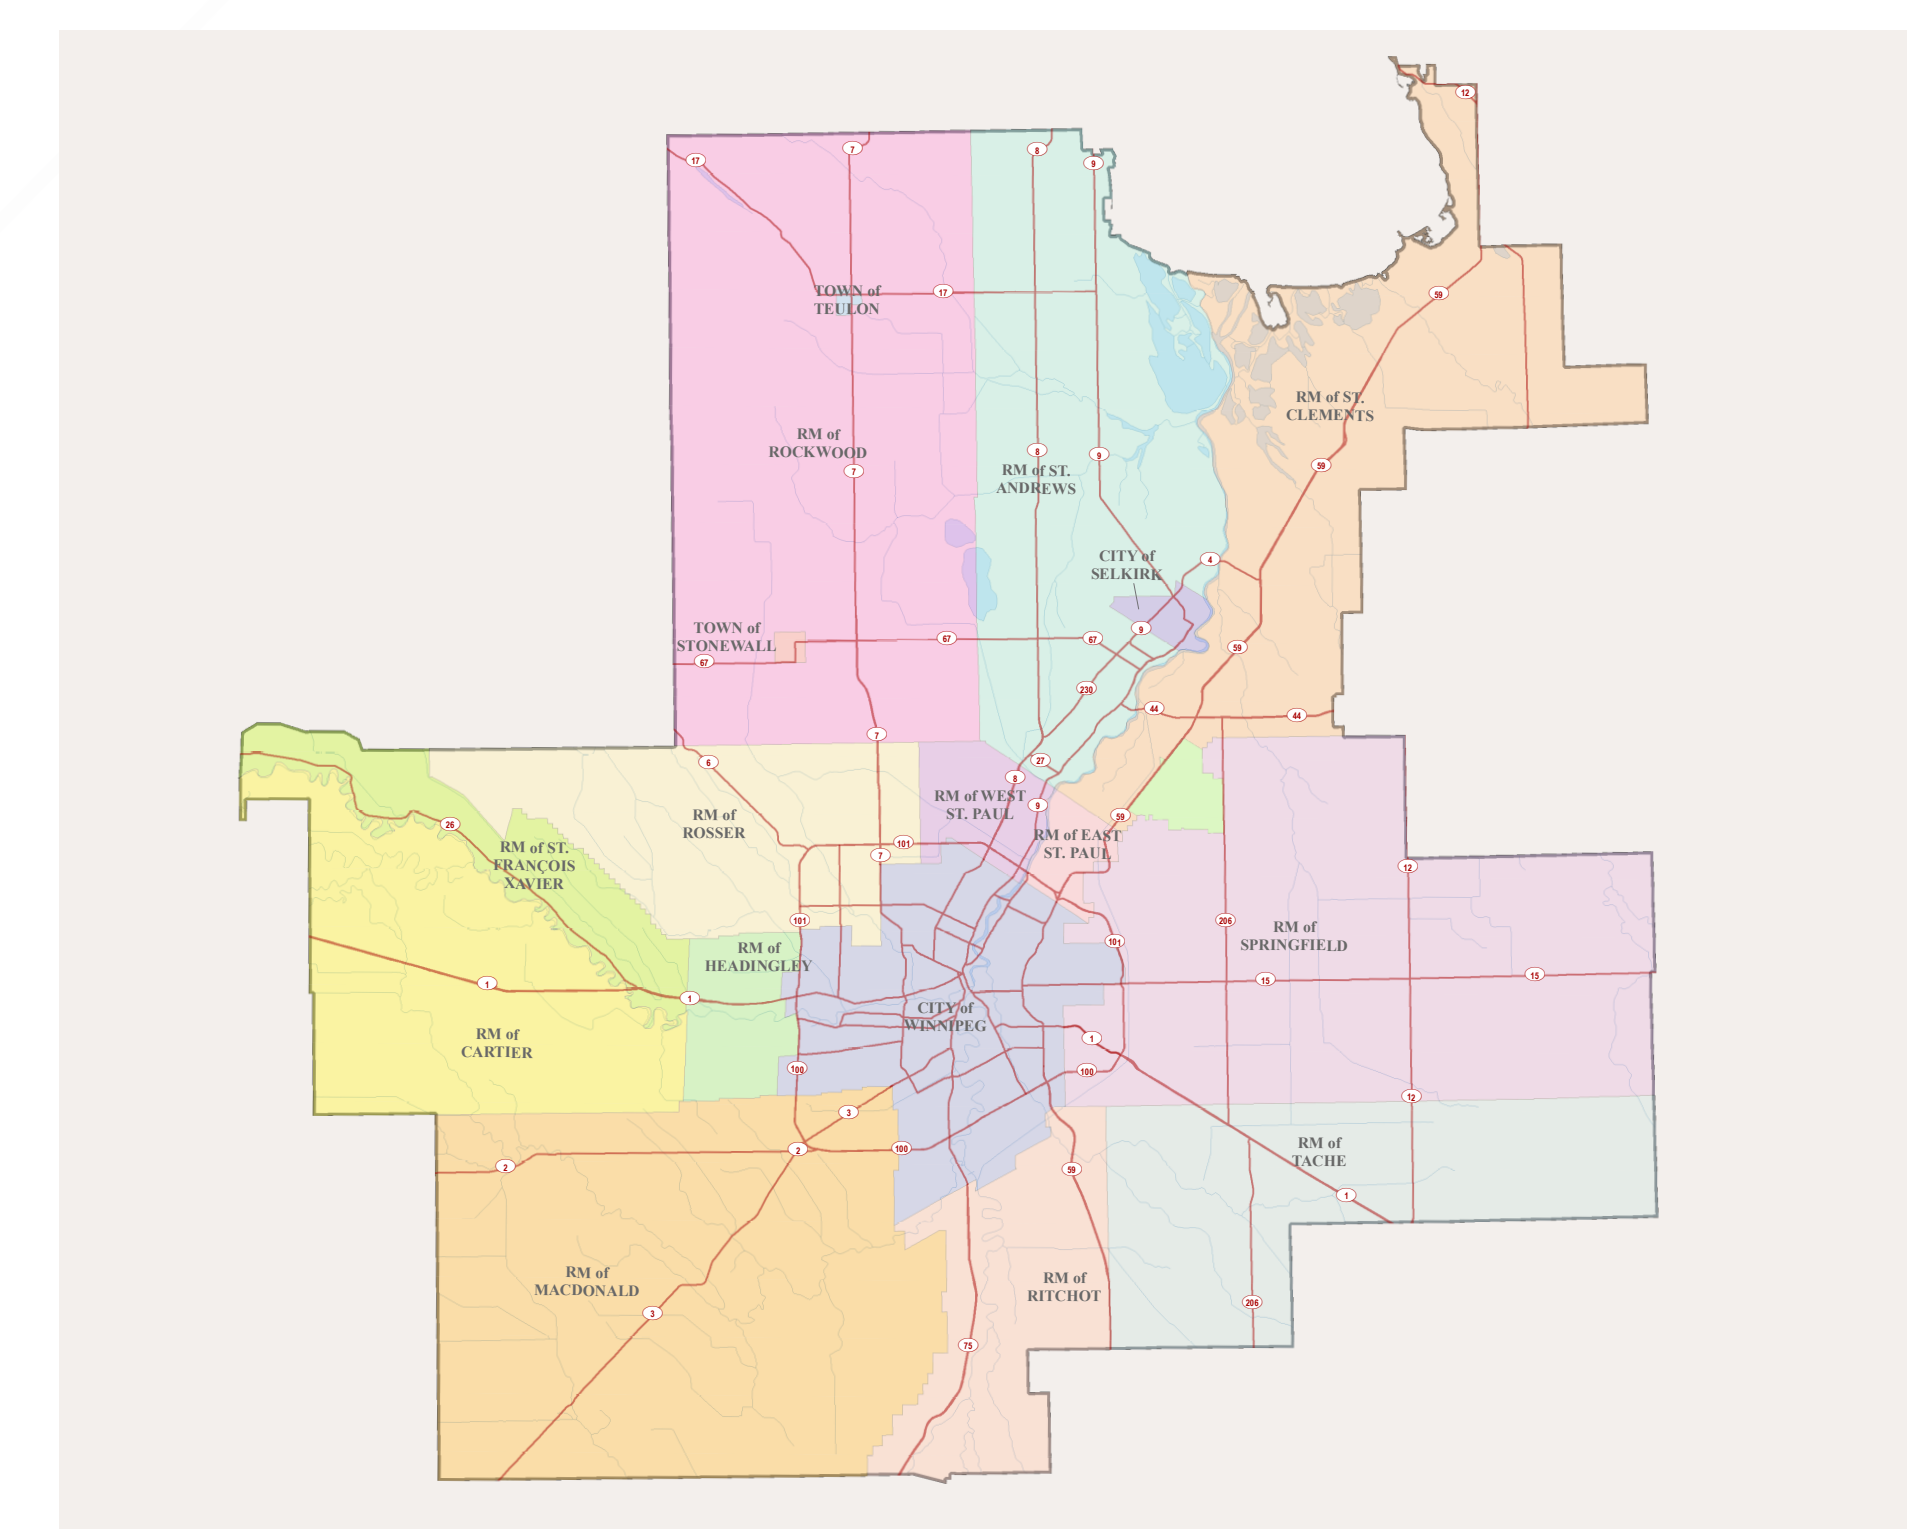 12
17
7
8
9
TOWN of
TEULON
17
59
RM of ST.
CLEMENTS
RM of
ROCKWOOD
7
8
9
RM of ST.
ANDREWS
59
CITY of
SELKIRK
4
TOWN of
STONEWALL
67
67
67
9
59
230
44
44
7
6
27
8
RM of WEST
ST. PAUL
9
59
RM of
ROSSER
26
101
7
RM of EAST
ST. PAUL
RM of ST.
FRANÇOIS
XAVIER
12
101
206
101
RM of
SPRINGFIELD
RM of
HEADINGLEY
15
15
1
1
CITY of
WINNIPEG
RM of
CARTIER
1
100
100
12
3
2
100
2
RM of
TACHE
59
1
RM of
MACDONALD
RM of
RITCHOT
3
206
75